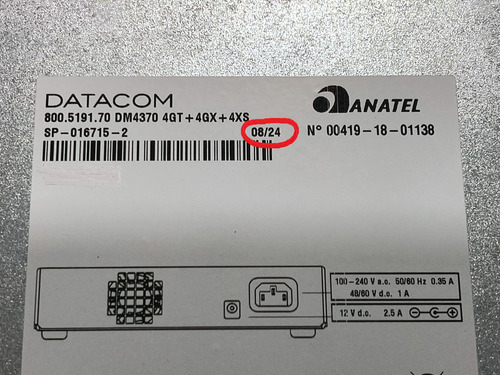 DATACOM
800.5191.70 DM4370 4GT+4GX+4XS
SP-016715-2 08/24
ANATEL
N° 00419-18-01138
100-240 V a.c. 50/60 Hz 0.35 A
48/60 V d.c. 1 A
12 V d.c. 2.5 A